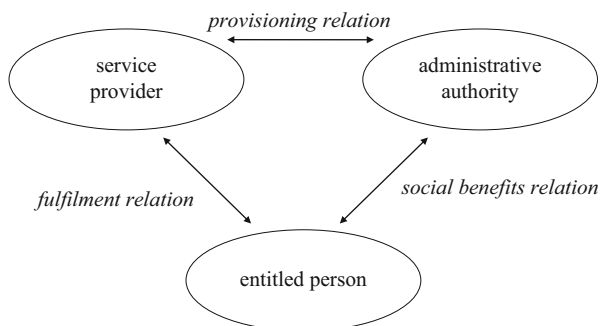 provisioning relation
service
provider
administrative
authority
fulfilment relation
social benefits relation
entitled person